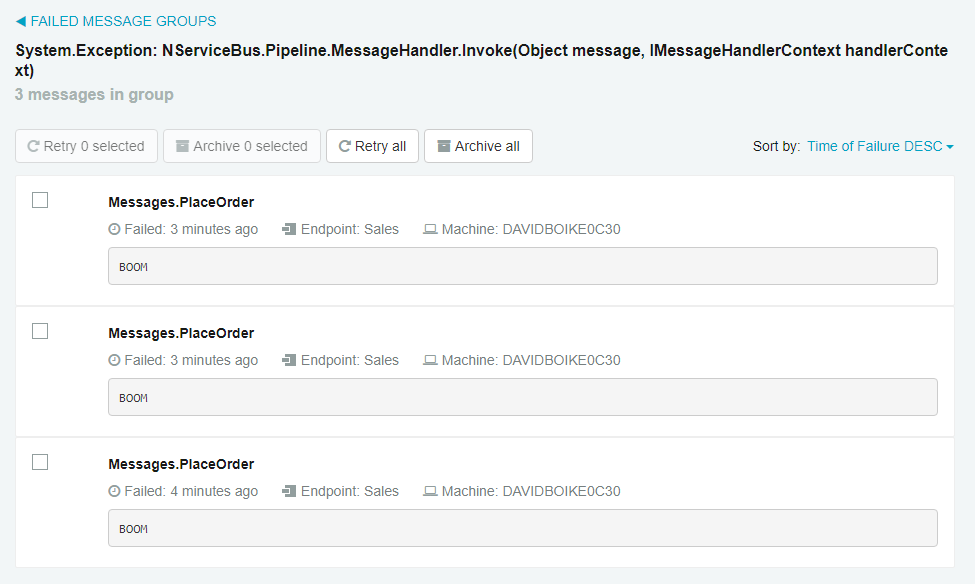 FAILED MESSAGE GROUPS
System.Exception: NServiceBus.Pipeline.MessageHandler.Invoke(Object message, IMessageHandlerContext handlerConte
xt)
3 messages in group
Retry 0 selected Archive 0 selected Retry all Archive all Sort by: Time of Failure DESC
Messages.PlaceOrder
Failed: 3 minutes ago Endpoint: Sales Machine: DAVIDBOIKE0C30
BOOM
Messages.PlaceOrder
Failed: 3 minutes ago Endpoint: Sales Machine: DAVIDBOIKE0C30
BOOM
Messages.PlaceOrder
Failed: 4 minutes ago Endpoint: Sales Machine: DAVIDBOIKE0C30
BOOM